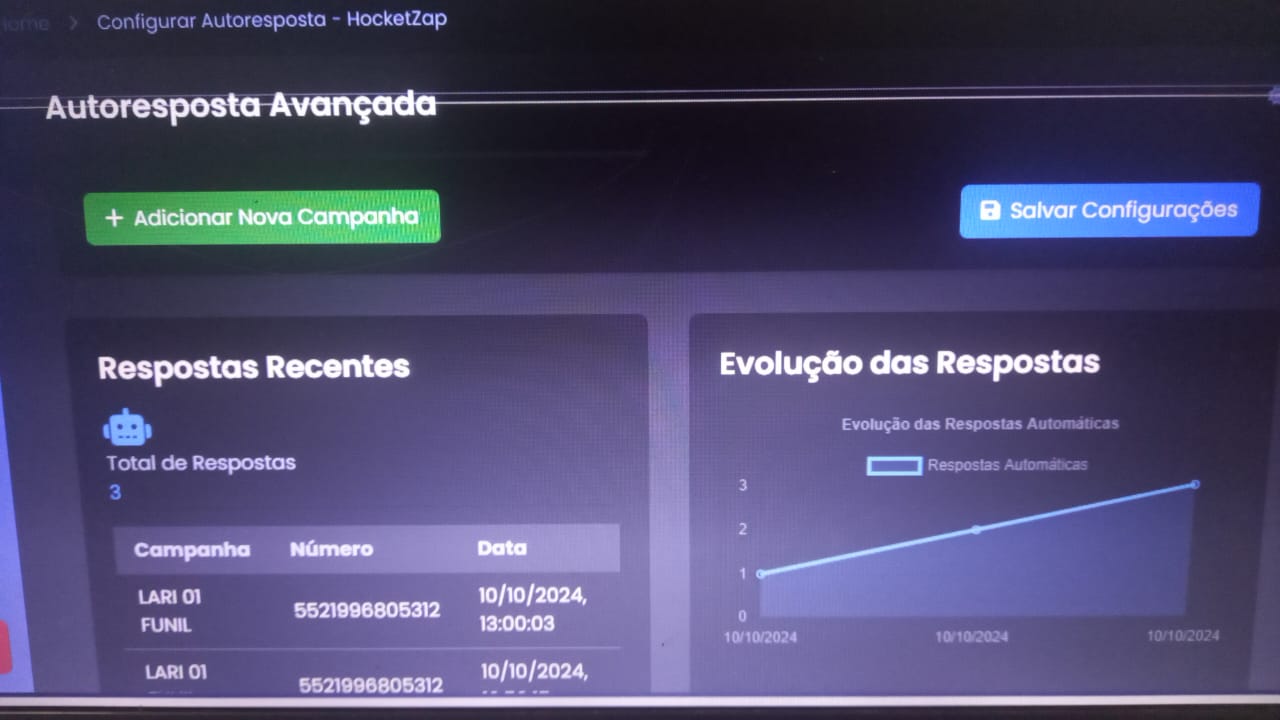 Home > Configurar Autoresposta - HocketZap
Autoresposta Avançada
+ Adicionar Nova Campanha
Salvar Configurações
Respostas Recentes
Total de Respostas
3
Campanha Número Data
LARI 01 FUNIL 5521996805312 10/10/2024, 13:00:03
LARI 01 5521996805312 10/10/2024,
Evolução das Respostas
Evolução das Respostas Automáticas
Respostas Automáticas
3
2
1
0
10/10/2024 10/10/2024 10/10/2024